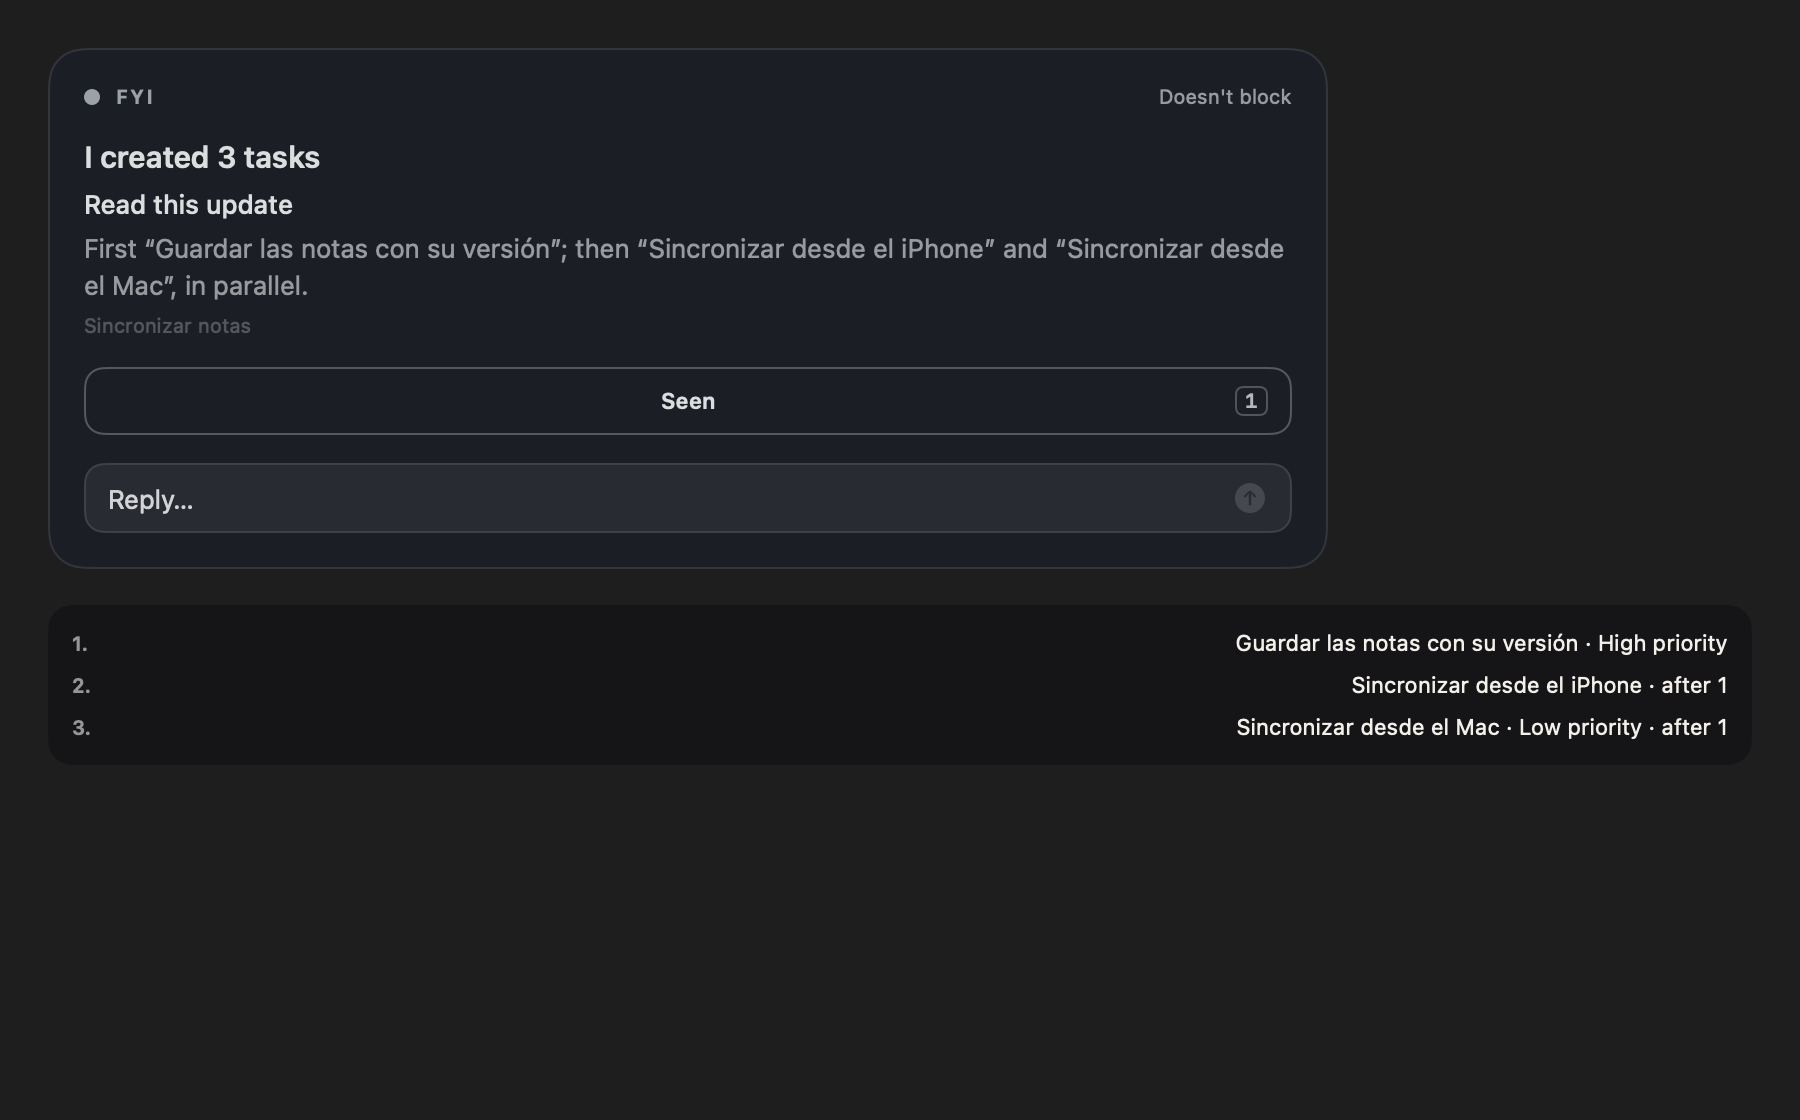 FYI
Doesn't block
I created 3 tasks
Read this update
First “Guardar las notas con su versión”; then “Sincronizar desde el iPhone” and “Sincronizar desde
el Mac”, in parallel.
Sincronizar notas
Seen 1
Reply...
1. Guardar las notas con su versión · High priority
2. Sincronizar desde el iPhone · after 1
3. Sincronizar desde el Mac · Low priority · after 1